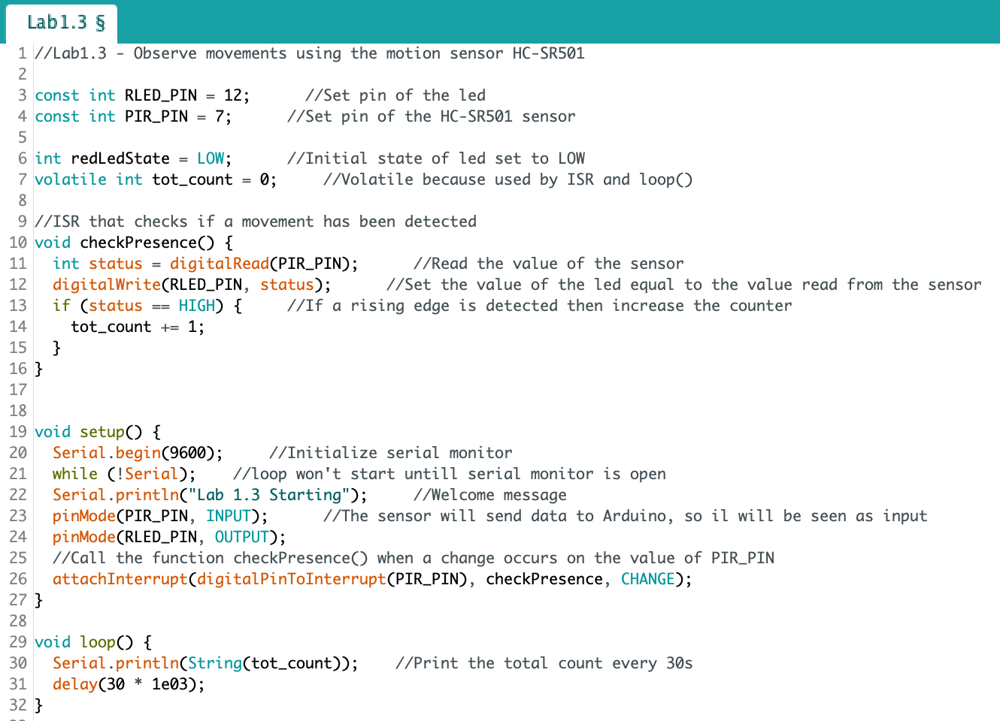 Lab1.3 §
1 //Lab1.3 - Observe movements using the motion sensor HC-SR501
2
3 const int RLED_PIN = 12;      //Set pin of the led
4 const int PIR_PIN = 7;      //Set pin of the HC-SR501 sensor
5
6 int redLedState = LOW;      //Initial state of led set to LOW
7 volatile int tot_count = 0;     //Volatile because used by ISR and loop()
8
9 //ISR that checks if a movement has been detected
10 void checkPresence() {
11   int status = digitalRead(PIR_PIN);      //Read the value of the sensor
12   digitalWrite(RLED_PIN, status);      //Set the value of the led equal to the value read from the sensor
13   if (status == HIGH) {     //If a rising edge is detected then increase the counter
14     tot_count += 1;
15   }
16 }
17
18
19 void setup() {
20   Serial.begin(9600);     //Initialize serial monitor
21   while (!Serial);    //loop won't start untill serial monitor is open
22   Serial.println("Lab 1.3 Starting");     //Welcome message
23   pinMode(PIR_PIN, INPUT);      //The sensor will send data to Arduino, so il will be seen as input
24   pinMode(RLED_PIN, OUTPUT);
25   //Call the function checkPresence() when a change occurs on the value of PIR_PIN
26   attachInterrupt(digitalPinToInterrupt(PIR_PIN), checkPresence, CHANGE);
27 }
28
29 void loop() {
30   Serial.println(String(tot_count));    //Print the total count every 30s
31   delay(30 * 1e03);
32 }